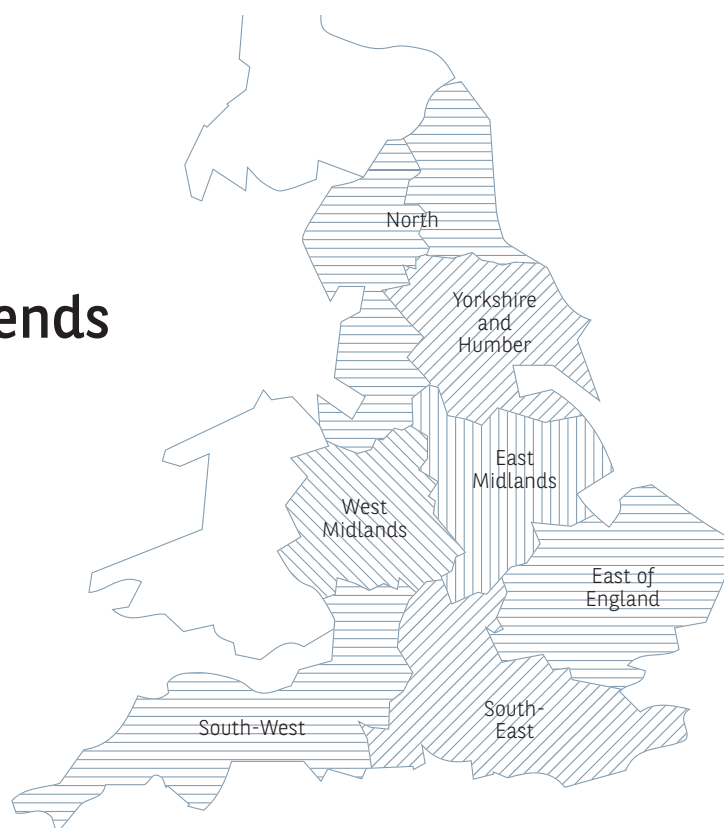 North
ends
Yorkshire
and
Humber
East
Midlands
West
Midlands
East of
England
South-West
South-
East